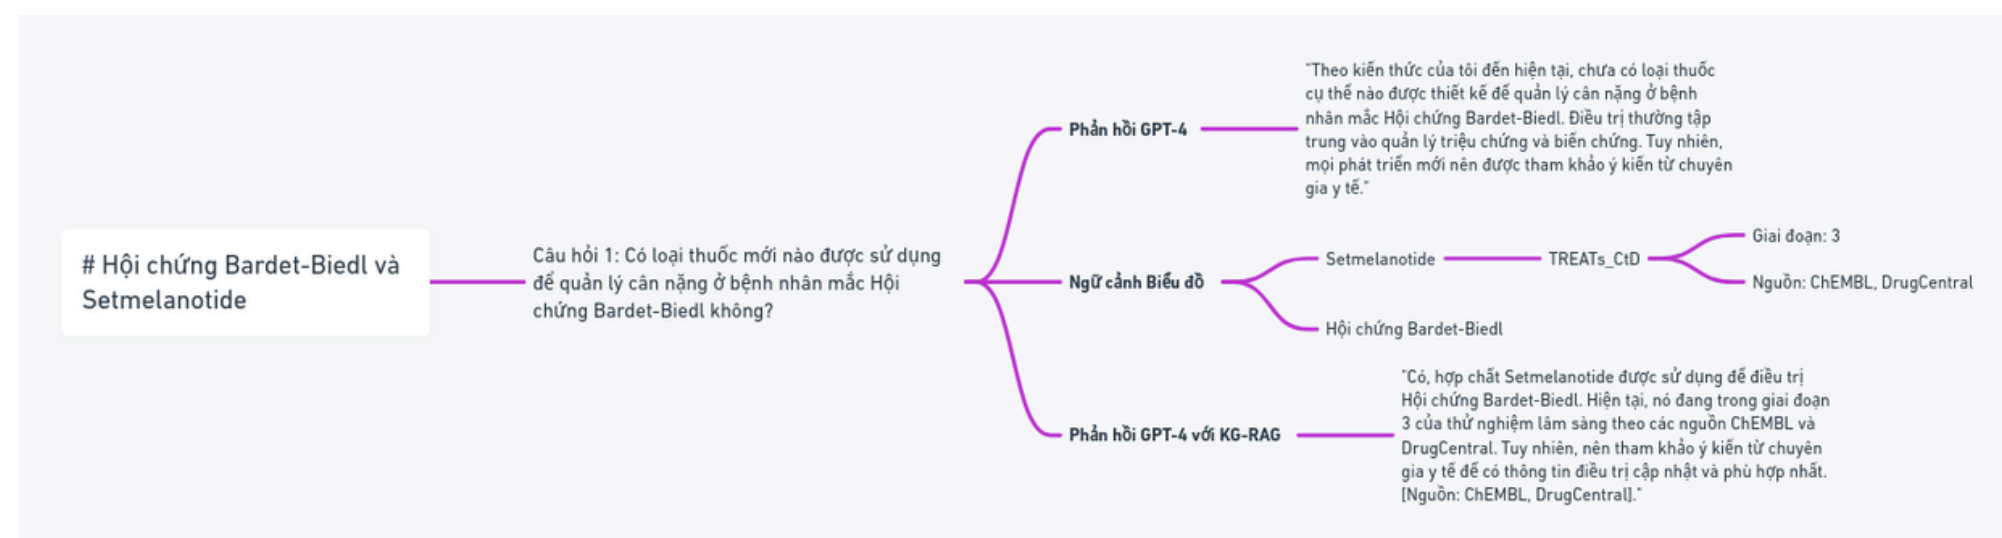 # Hội chứng Bardet-Biedl và
Setmelanotide
Câu hỏi 1: Có loại thuốc mới nào được sử dụng
để quản lý cân nặng ở bệnh nhân mắc Hội
chứng Bardet-Biedl không?
Phản hồi GPT-4
"Theo kiến thức của tôi đến hiện tại, chưa có loại thuốc
cụ thể nào được thiết kế để quản lý cân nặng ở bệnh
nhân mắc Hội chứng Bardet-Biedl. Điều trị thường tập
trung vào quản lý triệu chứng và biến chứng. Tuy nhiên,
mọi phát triển mới nên được tham khảo ý kiến từ chuyên
gia y tế."
Ngữ cảnh Biểu đồ
Setmelanotide
TREATs_CtD
Giai đoạn: 3
Nguồn: ChEMBL, DrugCentral
Hội chứng Bardet-Biedl
Phản hồi GPT-4 với KG-RAG
"Có, hợp chất Setmelanotide được sử dụng để điều trị
Hội chứng Bardet-Biedl. Hiện tại, nó đang trong giai đoạn
3 của thử nghiệm lâm sàng theo các nguồn ChEMBL và
DrugCentral. Tuy nhiên, nên tham khảo ý kiến từ chuyên
gia y tế để có thông tin điều trị cập nhật và phù hợp nhất.
[Nguồn: ChEMBL, DrugCentral]."